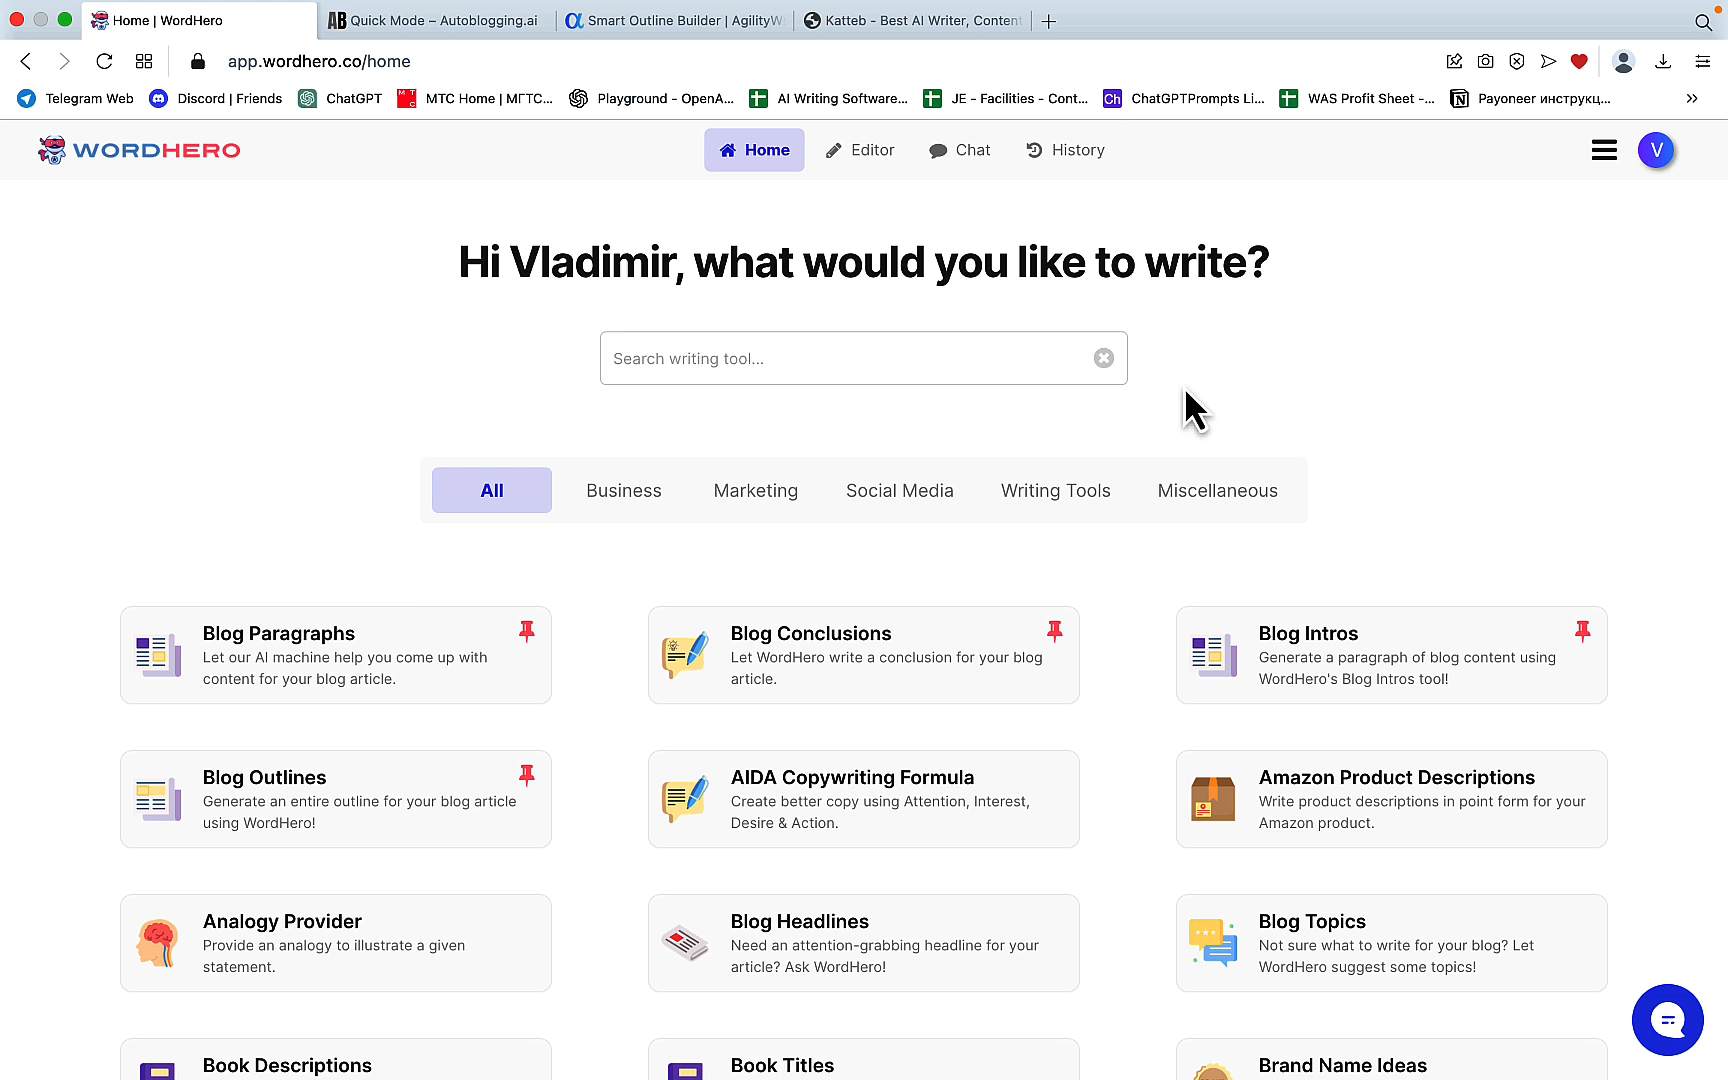 Home | WordHero
AB Quick Mode – Autoblogging.ai
Smart Outline Builder | AgilityW
Katteb - Best AI Writer, Content
app.wordhero.co/home
Telegram Web
Discord | Friends
ChatGPT
МТС Home | МГТС...
Playground - OpenA...
AI Writing Software...
JE - Facilities - Cont...
Ch ChatGPTPrompts Li...
WAS Profit Sheet -...
Payoneer инструкц...
WORDHERO
Home
Editor
Chat
History
V
Hi Vladimir, what would you like to write?
Search writing tool...
All
Business
Marketing
Social Media
Writing Tools
Miscellaneous
Blog Paragraphs
Let our AI machine help you come up with
content for your blog article.
Blog Conclusions
Let WordHero write a conclusion for your blog
article.
Blog Intros
Generate a paragraph of blog content using
WordHero's Blog Intros tool!
Blog Outlines
Generate an entire outline for your blog article
using WordHero!
AIDA Copywriting Formula
Create better copy using Attention, Interest,
Desire & Action.
Amazon Product Descriptions
Write product descriptions in point form for your
Amazon product.
Analogy Provider
Provide an analogy to illustrate a given
statement.
Blog Headlines
Need an attention-grabbing headline for your
article? Ask WordHero!
Blog Topics
Not sure what to write for your blog? Let
WordHero suggest some topics!
Book Descriptions
Book Titles
Brand Name Ideas